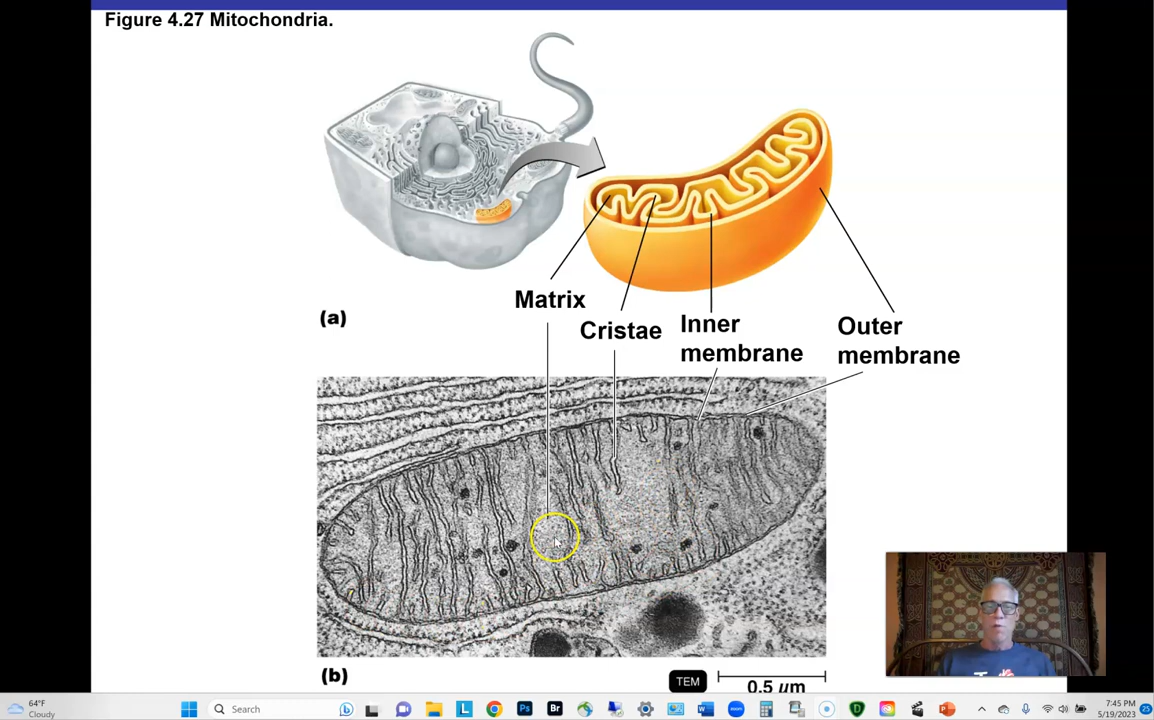 Figure 4.27 Mitochondria.
Matrix
(a)
Cristae
Inner
membrane
Outer
membrane
(b)
TEM
0.5 µm
64°F
Cloudy
Search
7:45 PM
5/19/2023
25